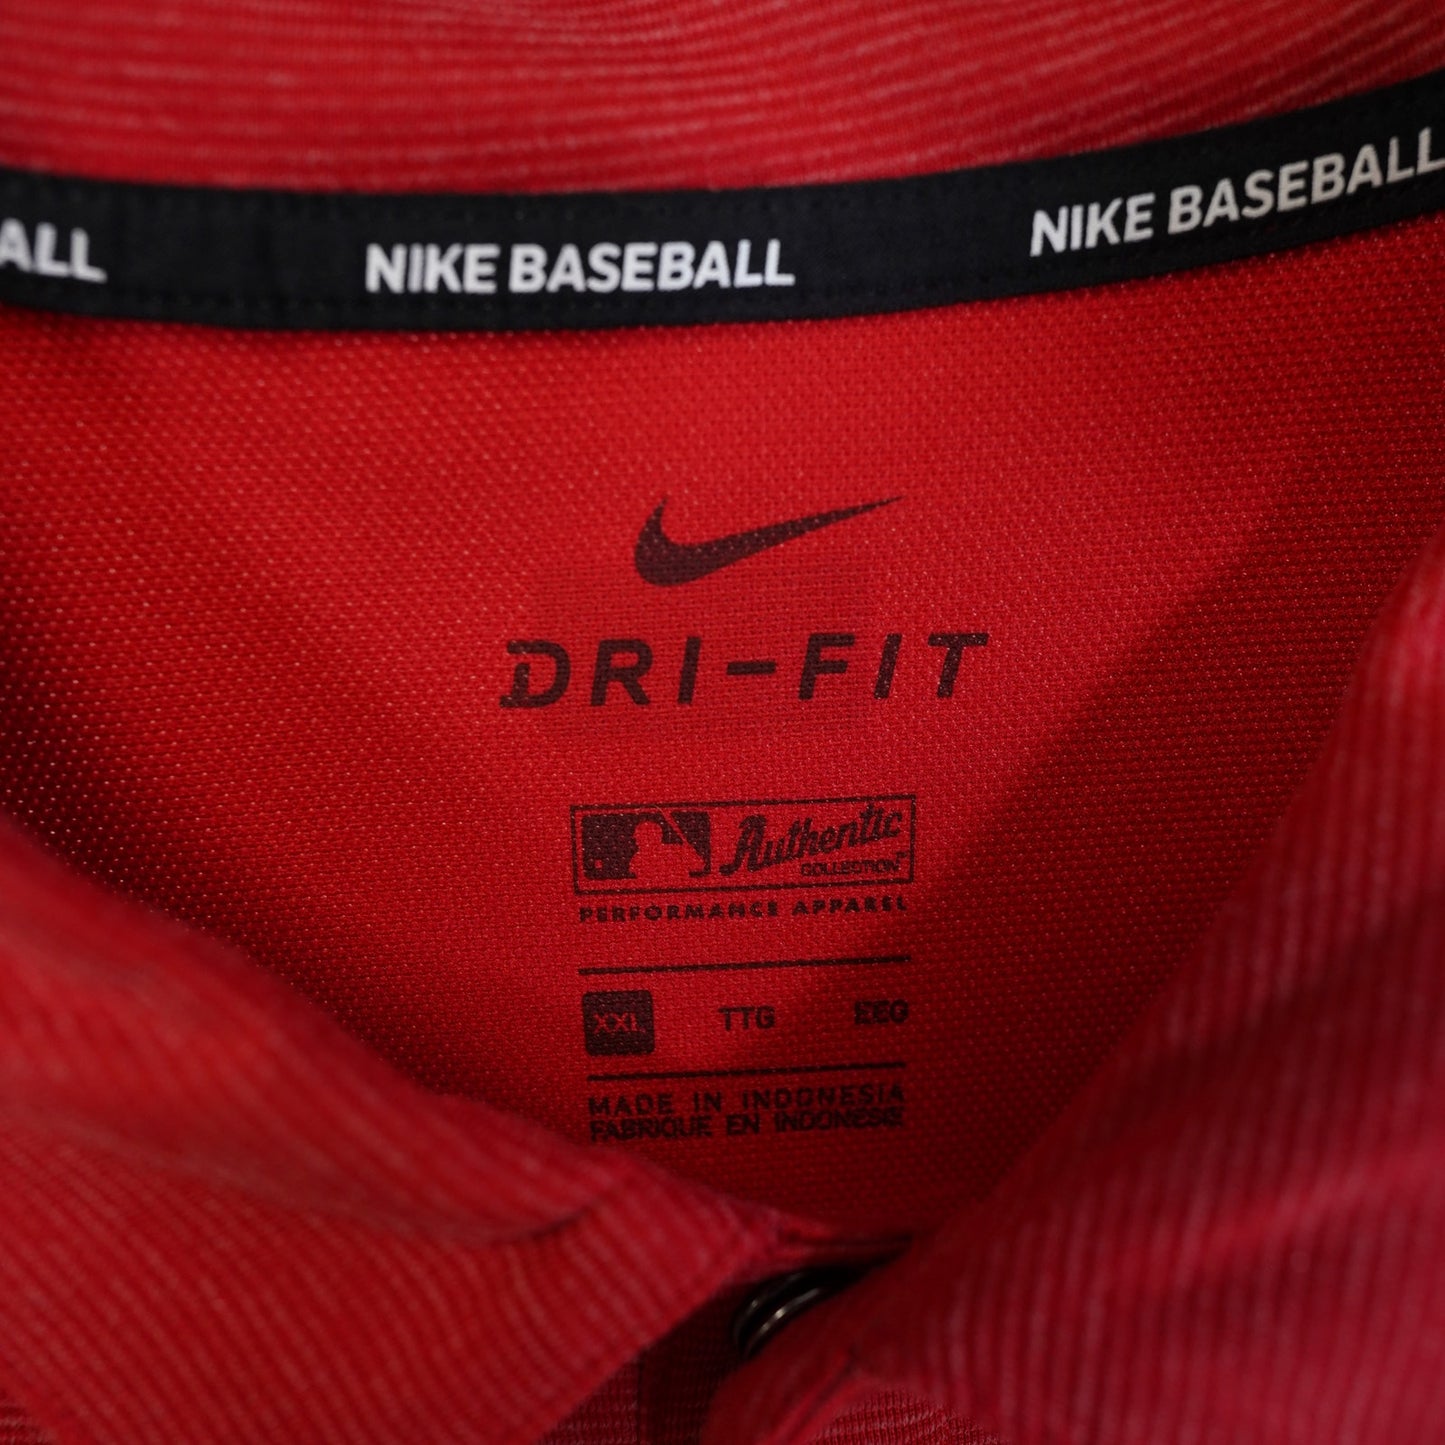 ALL NIKE BASEBALL NIKE BASEBALL
DRI-FIT
Authentic
COLLECTION
PERFORMANCE APPAREL
XXL TTG EEG
MADE IN INDONESIA
FABRIQUE EN INDONESIE